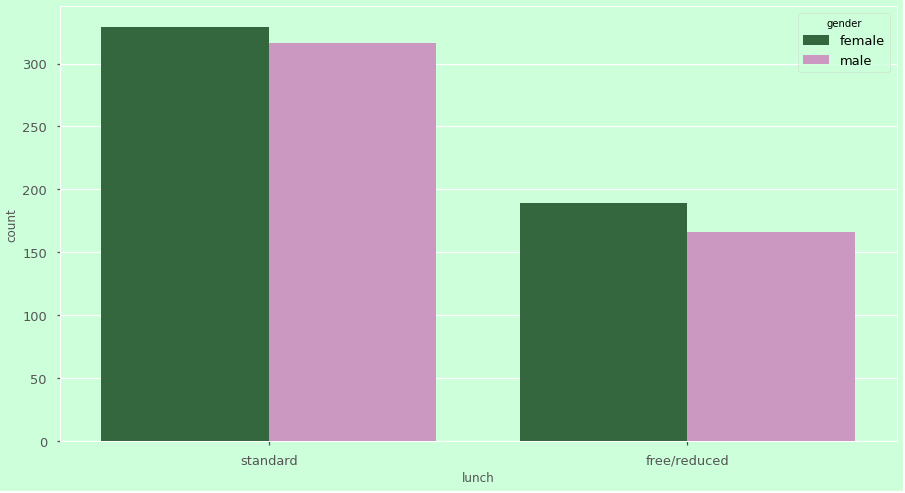 gender
female
male
300
250
200
150
100
50
0
count
standard
free/reduced
lunch